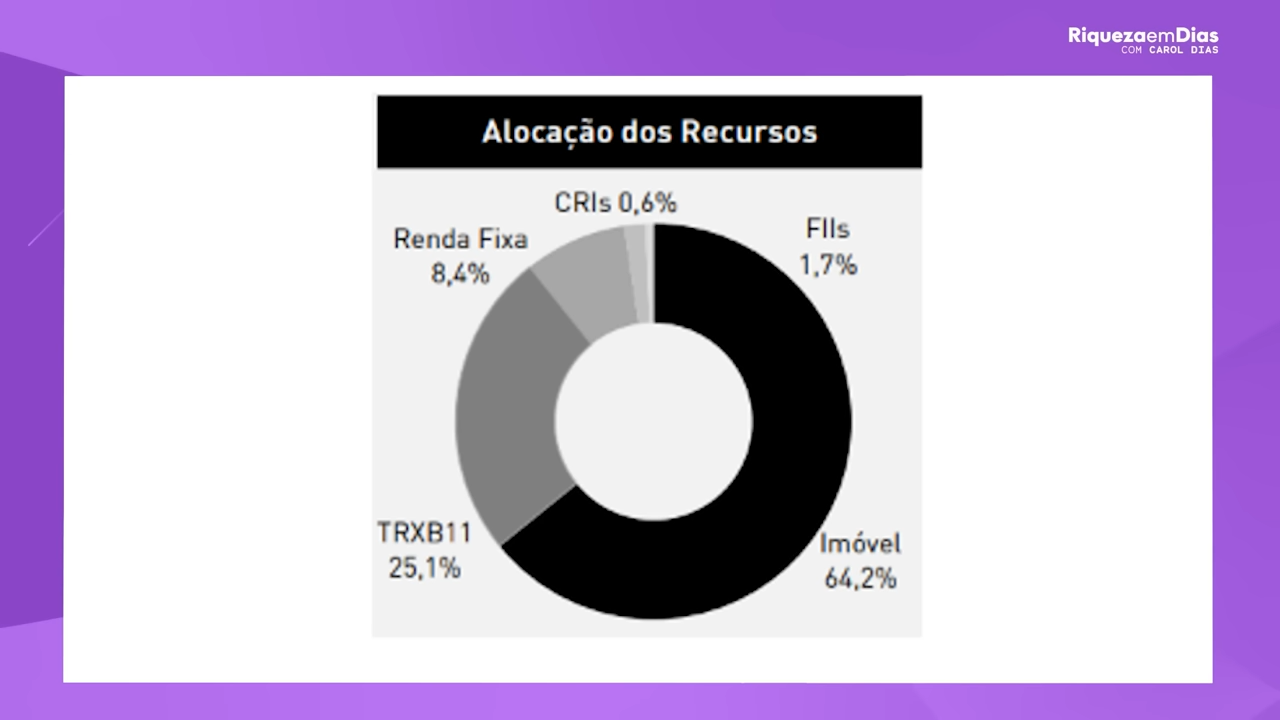 RiquezaemDias
COM CAROL DIAS
Alocação dos Recursos
CRIs 0,6%
FIIs
1,7%
Renda Fixa
8,4%
TRXB11
25,1%
Imóvel
64,2%